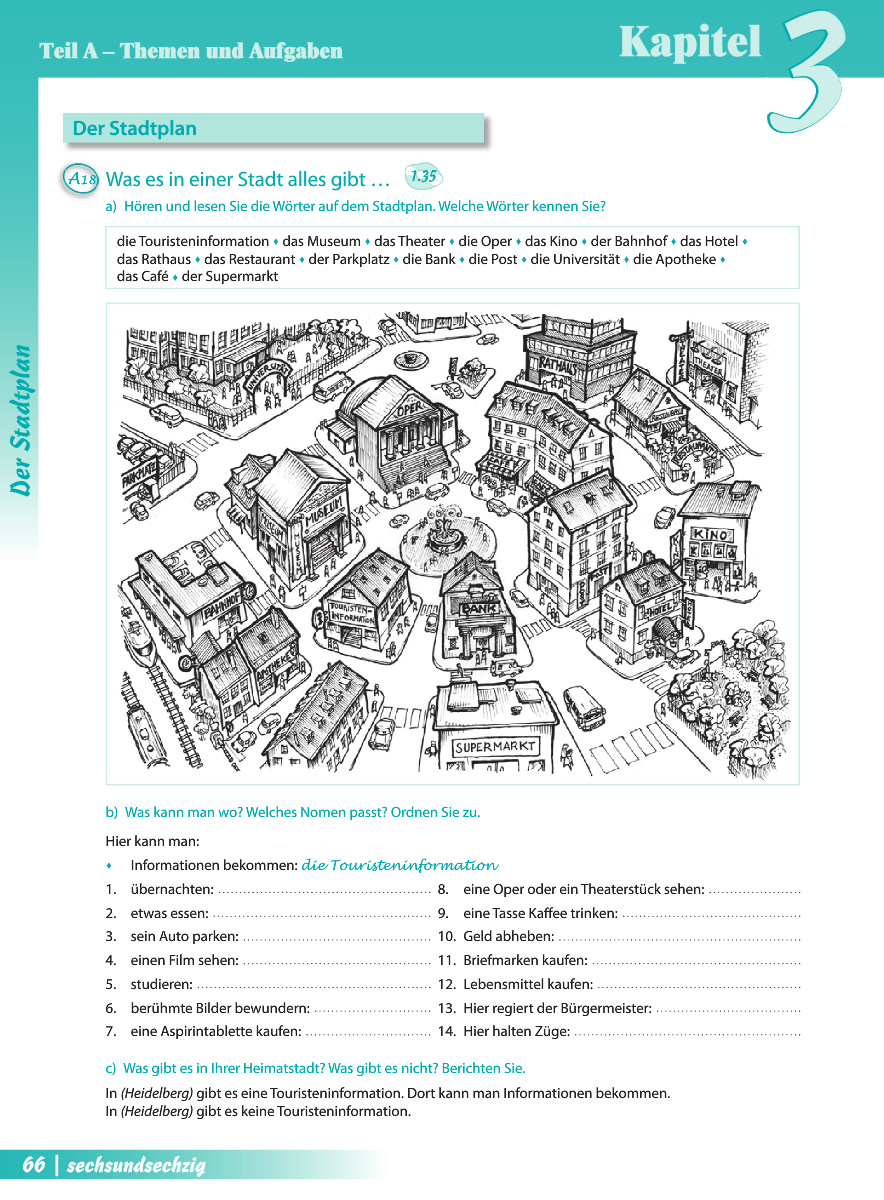 Teil A – Themen und Aufgaben
Kapitel 3
Der Stadtplan
Der Stadtplan
A18 Was es in einer Stadt alles gibt … 1.35
a) Hören und lesen Sie die Wörter auf dem Stadtplan. Welche Wörter kennen Sie?
die Touristeninformation ♦ das Museum ♦ das Theater ♦ die Oper ♦ das Kino ♦ der Bahnhof ♦ das Hotel ♦
das Rathaus ♦ das Restaurant ♦ der Parkplatz ♦ die Bank ♦ die Post ♦ die Universität ♦ die Apotheke ♦
das Café ♦ der Supermarkt
UNIVERSITÄT
RATHAUS
THEATER
OPER
RESTAURANT
PARKPLATZ
MUSEUM
MUSEUM
KINO
KINO
BAHNHOF
TOURISTEN-
INFORMATION
BANK
HOTEL
APOTHEKE
SUPERMARKT
b) Was kann man wo? Welches Nomen passt? Ordnen Sie zu.
Hier kann man:
♦ Informationen bekommen: die Touristeninformation
1. übernachten: ............................................
2. etwas essen: ............................................
3. sein Auto parken: ............................................
4. einen Film sehen: ............................................
5. studieren: ............................................
6. berühmte Bilder bewundern: ............................
7. eine Aspirintablette kaufen: ............................
8. eine Oper oder ein Theaterstück sehen: ......................
9. eine Tasse Kaffee trinken: ............................................
10. Geld abheben: ............................................
11. Briefmarken kaufen: ............................................
12. Lebensmittel kaufen: ............................................
13. Hier regiert der Bürgermeister: ..................................
14. Hier halten Züge: ............................................
c) Was gibt es in Ihrer Heimatstadt? Was gibt es nicht? Berichten Sie.
In (Heidelberg) gibt es eine Touristeninformation. Dort kann man Informationen bekommen.
In (Heidelberg) gibt es keine Touristeninformation.
66 | sechsundsechzig